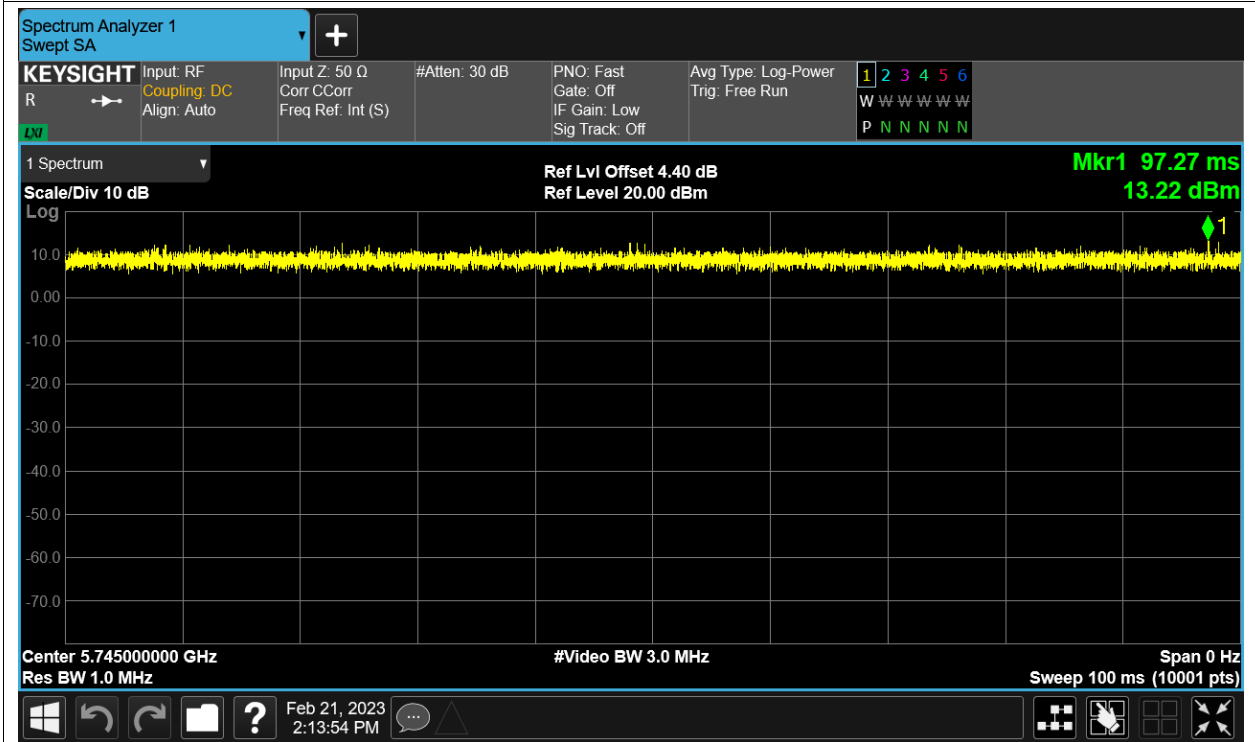 Spectrum Analyzer 1
Swept SA
+
KEYSIGHT
R
LXI
Input: RF
Coupling: DC
Align: Auto
Input Z: 50 Ω
Corr CCorr
Freq Ref: Int (S)
#Atten: 30 dB
PNO: Fast
Gate: Off
IF Gain: Low
Sig Track: Off
Avg Type: Log-Power
Trig: Free Run
1 2 3 4 5 6
W W W W W W
P N N N N N
1 Spectrum
Scale/Div 10 dB
Ref Lvl Offset 4.40 dB
Ref Level 20.00 dBm
Mkr1 97.27 ms
13.22 dBm
Log
1
10.0
0.00
-10.0
-20.0
-30.0
-40.0
-50.0
-60.0
-70.0
Center 5.745000000 GHz
#Video BW 3.0 MHz
Span 0 Hz
Res BW 1.0 MHz
Sweep 100 ms (10001 pts)
?
Feb 21, 2023
2:13:54 PM